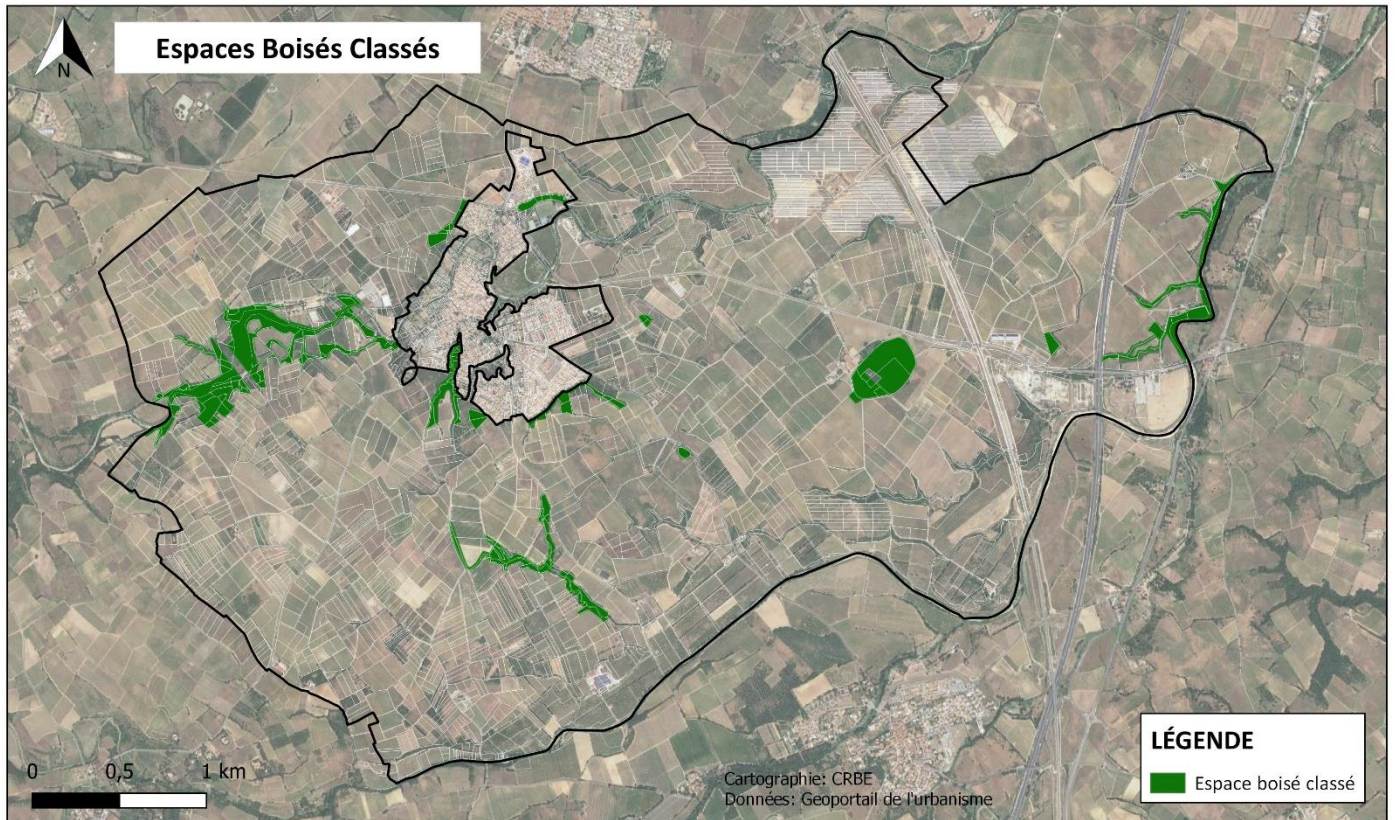 Espaces Boisés Classés
N
LÉGENDE
Espace boisé classé
0 0,5 1 km
Cartographie: CRBE
Données: Geoportail de l'urbanisme